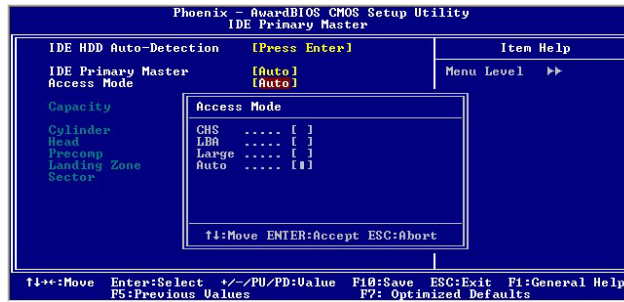 Phoenix - AwardBIOS CMOS Setup Utility
IDE Primary Master
IDE HDD Auto-Detection [Press Enter]
Item Help
IDE Primary Master [Auto]
Access Mode [Auto]
Menu Level ▸▸
Capacity
Cylinder
Head
Precomp
Landing Zone
Sector
Access Mode
CHS ..... [ ]
LBA ..... [ ]
Large ..... [ ]
Auto ..... [■]
↑↓:Move ENTER:Accept ESC:Abort
↑↓→←:Move Enter:Select +/-/PU/PD:Value F10:Save ESC:Exit F1:General Help
F5:Previous Values F7: Optimized Defaults